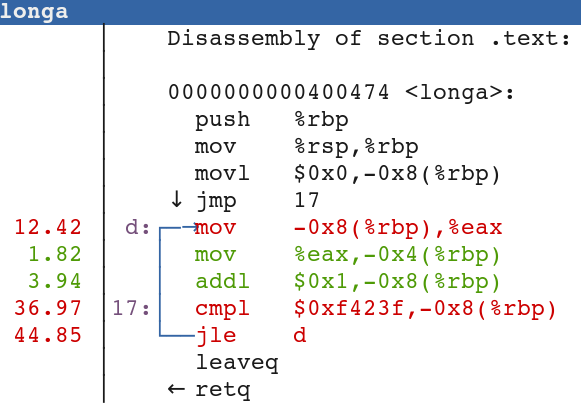 longa
Disassembly of section .text:
0000000000400474 <longa>:
push %rbp
mov %rsp,%rbp
movl $0x0,-0x8(%rbp)
↓ jmp 17
12.42 d: mov -0x8(%rbp),%eax
1.82 mov %eax,-0x4(%rbp)
3.94 addl $0x1,-0x8(%rbp)
36.97 17: cmpl $0xf423f,-0x8(%rbp)
44.85 jle d
leaveq
← retq